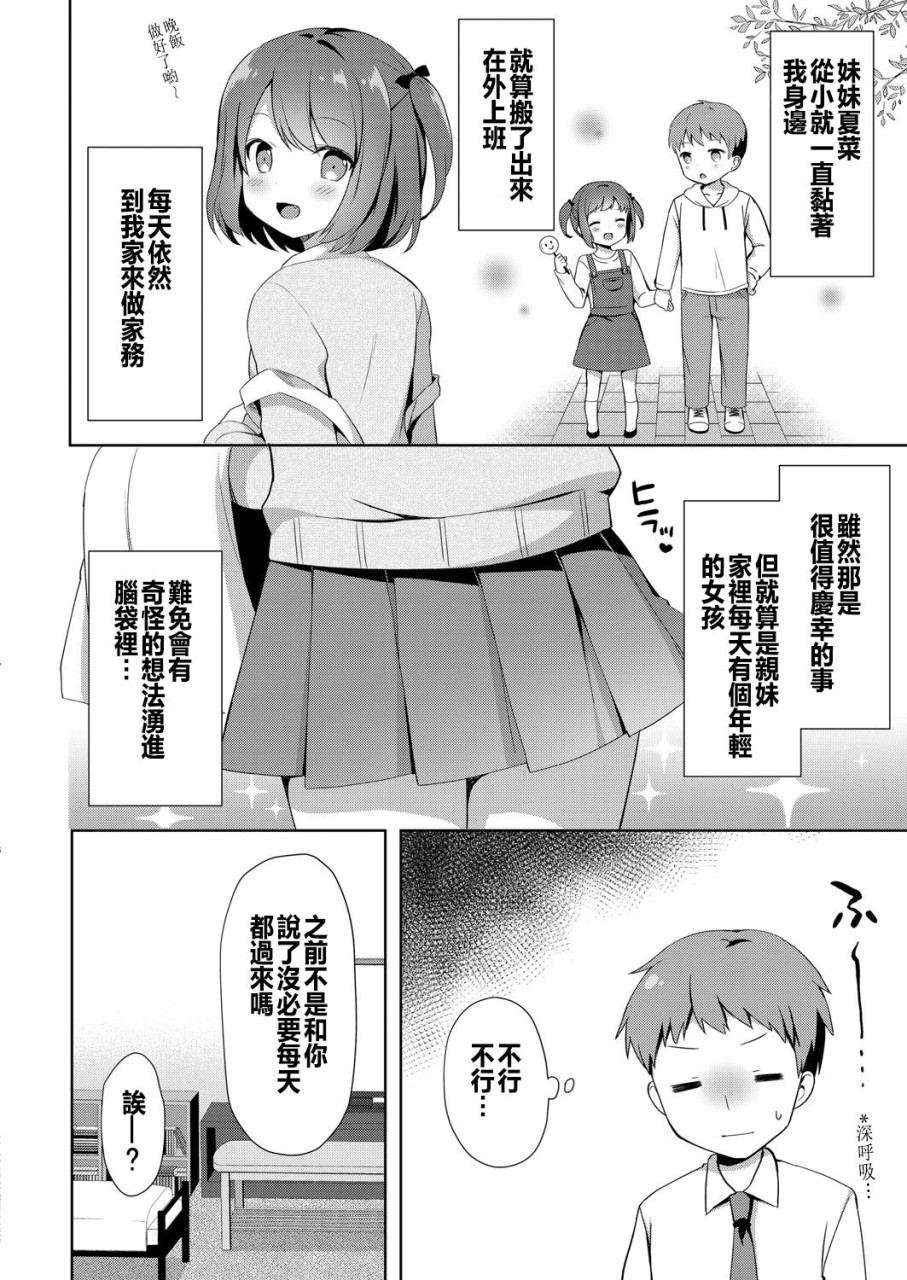 妹妹夏菜
從小就一直黏著
我身邊
就算搬了出來
在外上班
晚飯
做好了喲~
每天依然
到我家來做家務
雖然那是
很值得慶幸的事
但就算是親妹
家裡每天有個年輕
的女孩
ヒラッ♥
難免會有
奇怪的想法湧進
腦袋裡…
ふーー…
*深呼吸…
不行
不行…
之前不是和你
說了沒必要每天
都過來嗎
誒—?